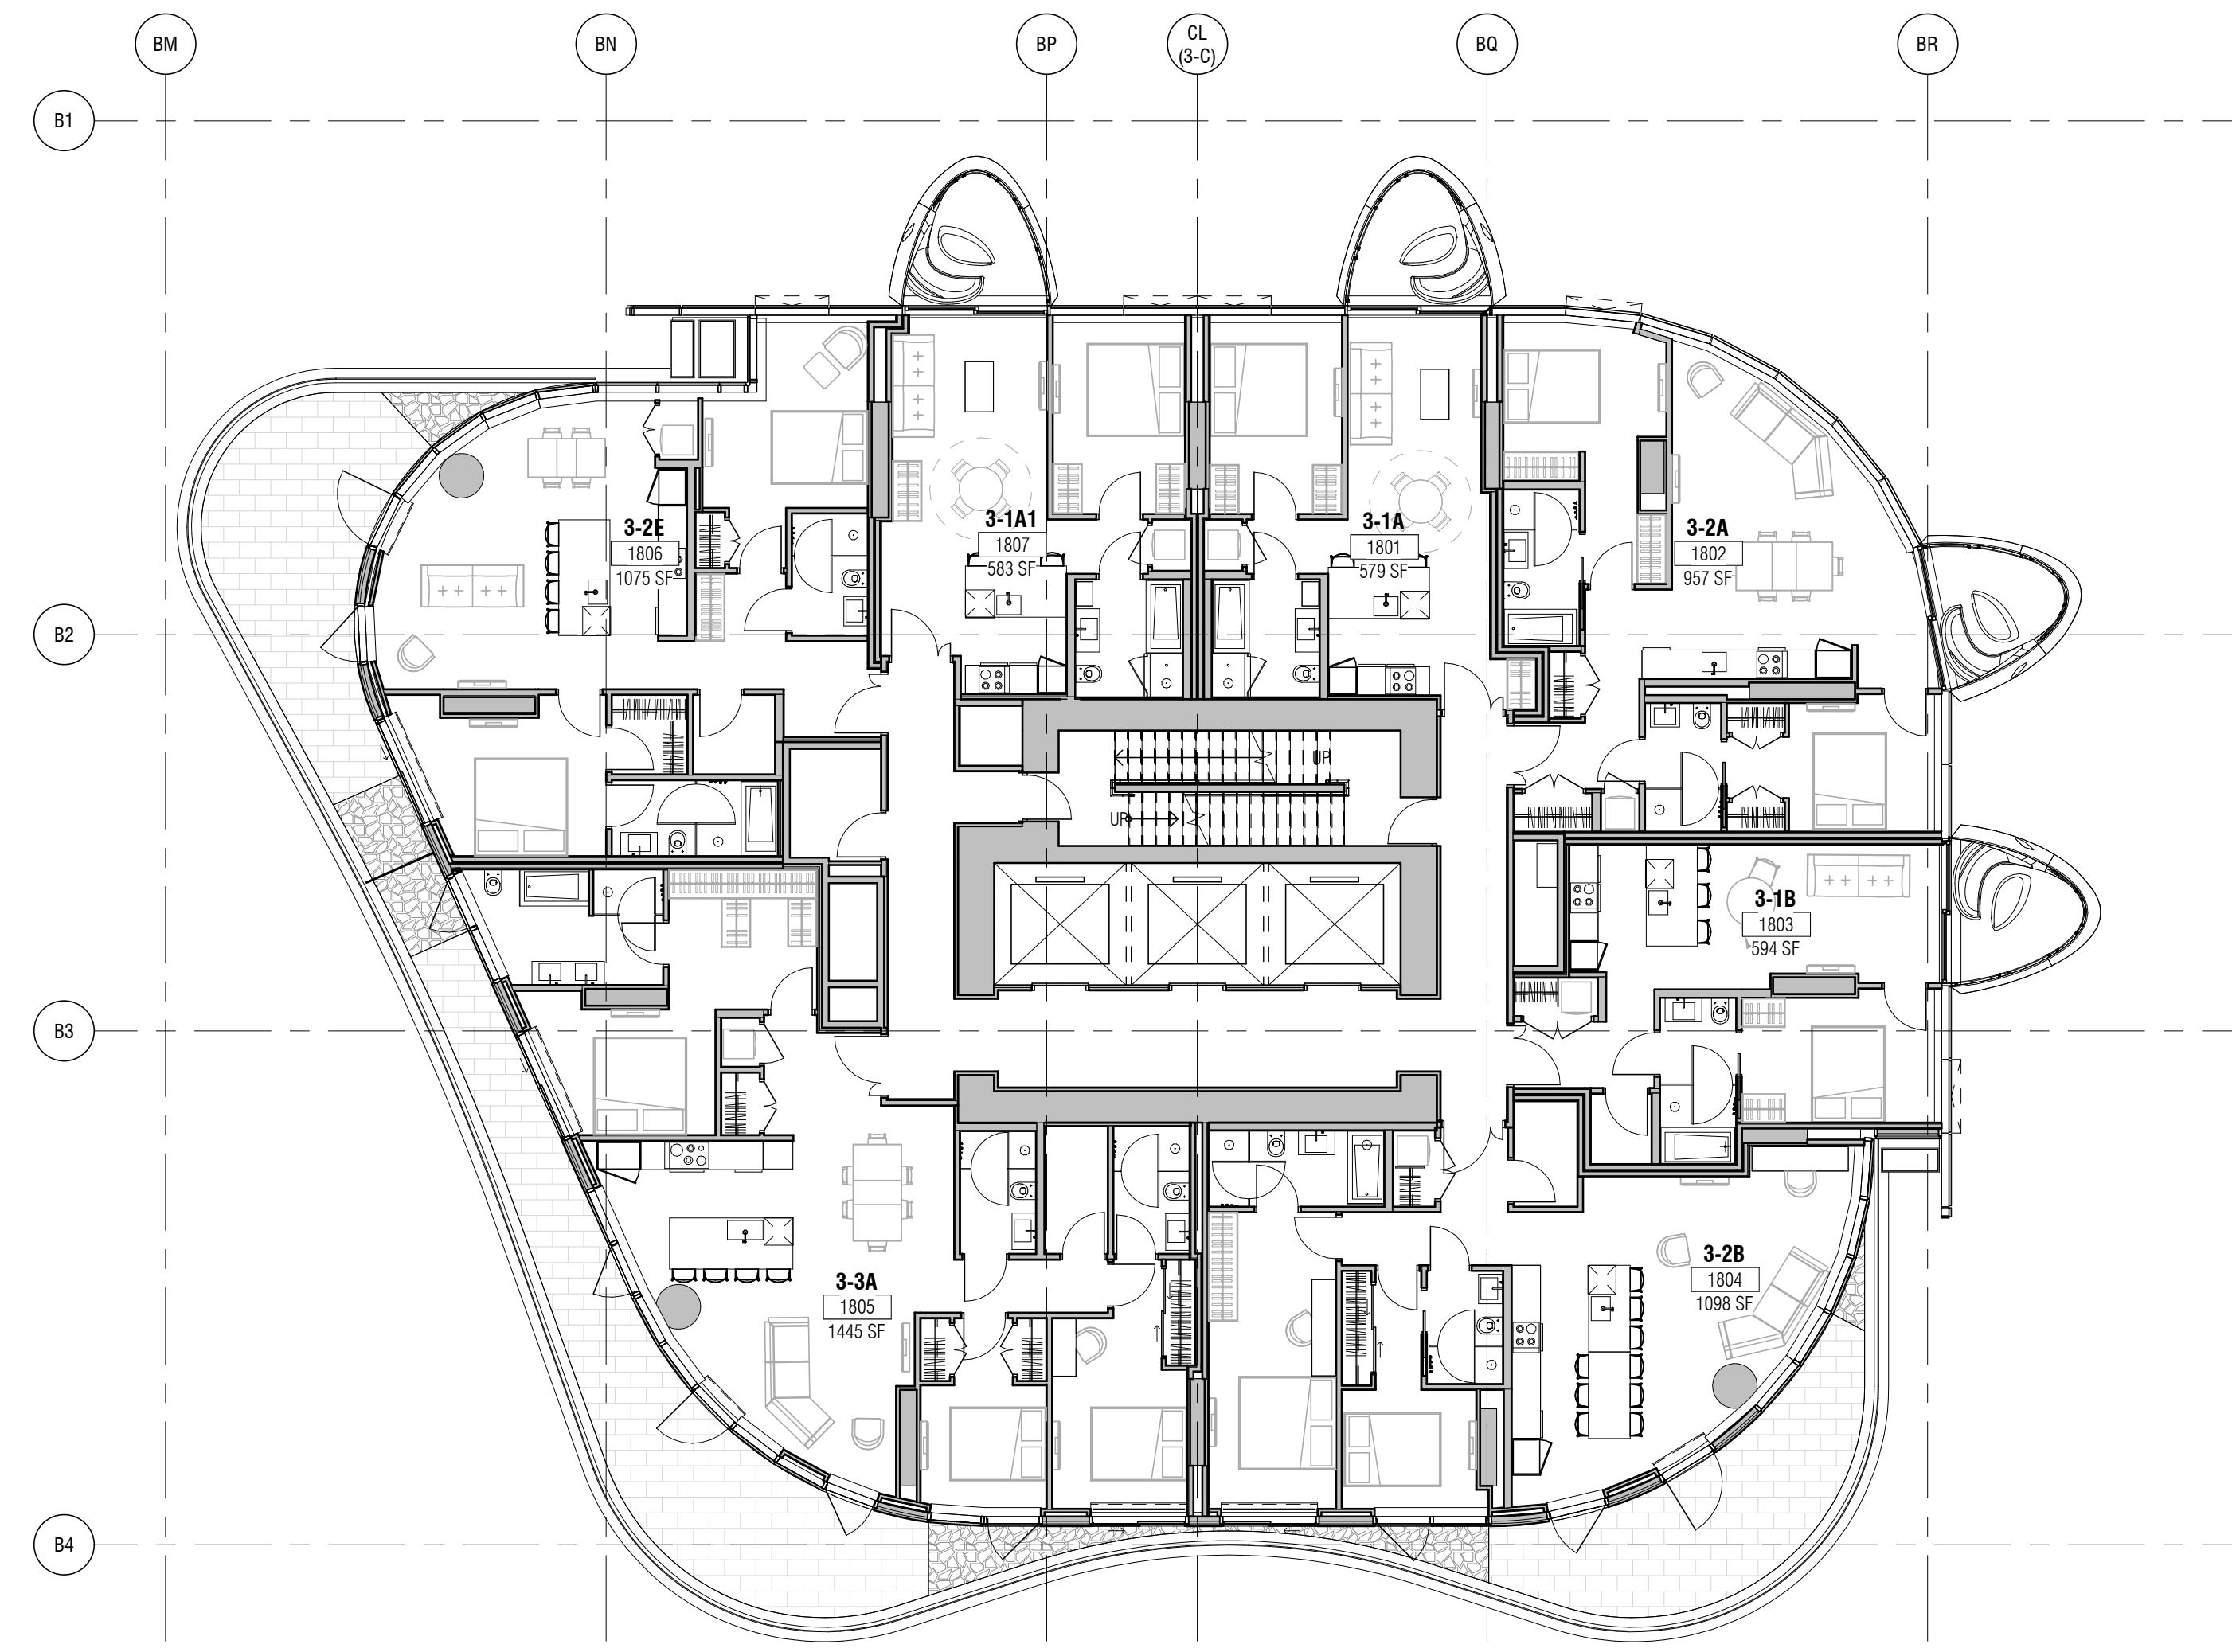 BM
BN
BP
CL
(3-C)
BQ
BR
B1
3-2E
1806
1075 SF
3-1A1
1807
583 SF
3-1A
1801
579 SF
3-2A
1802
957 SF
B2
UP
UP
3-1B
1803
594 SF
B3
3-3A
1805
1445 SF
3-2B
1804
1098 SF
B4